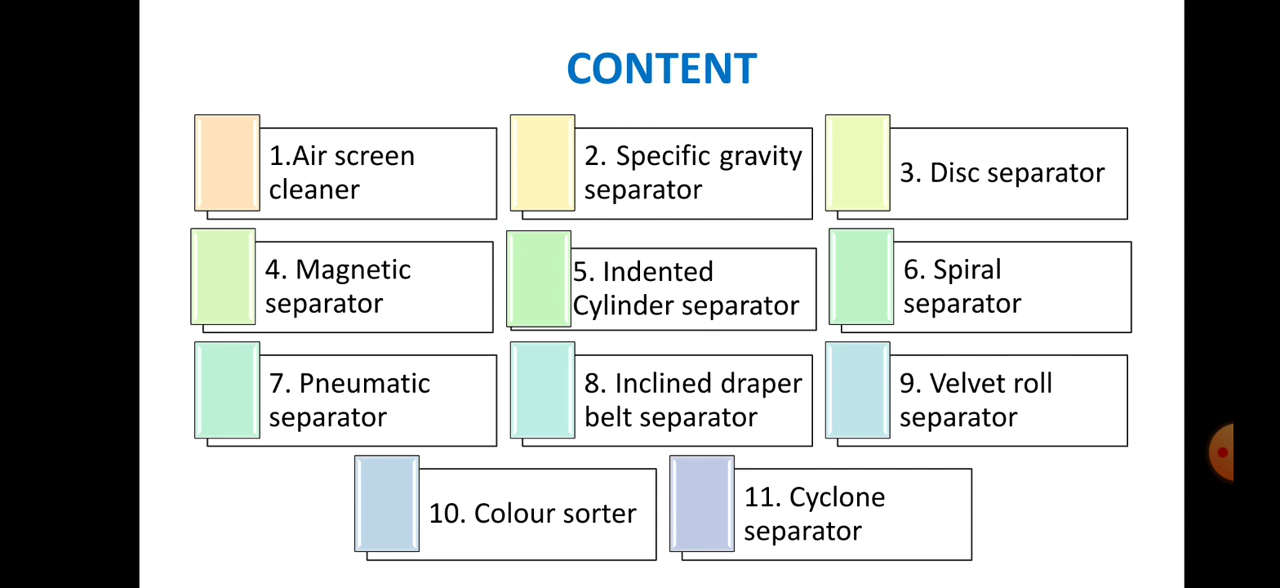 CONTENT
1.Air screen
cleaner
2. Specific gravity
separator
3. Disc separator
4. Magnetic
separator
5. Indented
Cylinder separator
6. Spiral
separator
7. Pneumatic
separator
8. Inclined draper
belt separator
9. Velvet roll
separator
10. Colour sorter
11. Cyclone
separator